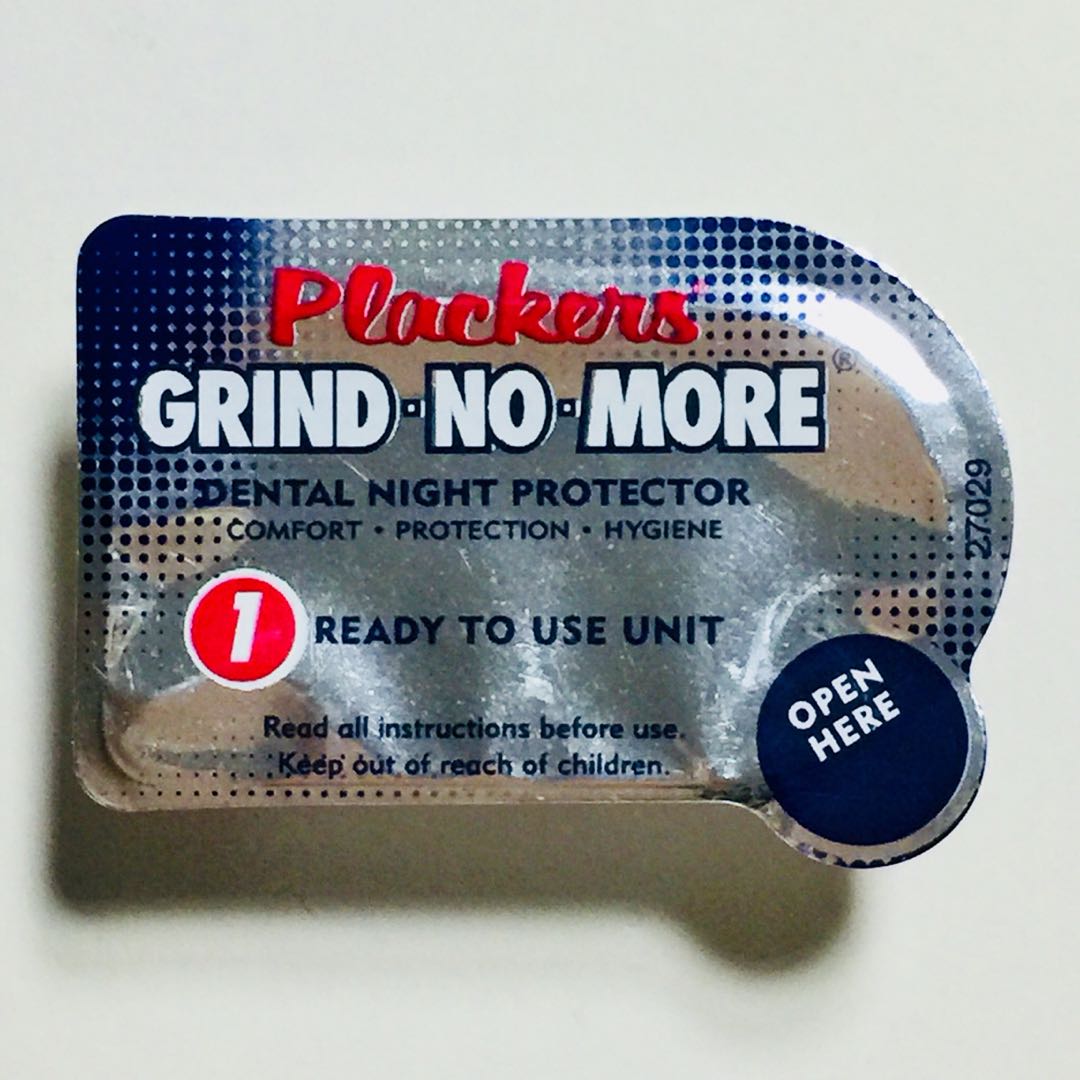 Plackers
GRIND·NO·MORE®
DENTAL NIGHT PROTECTOR
COMFORT • PROTECTION • HYGIENE
1 READY TO USE UNIT
Read all instructions before use.
Keep out of reach of children.
OPEN
HERE
27029